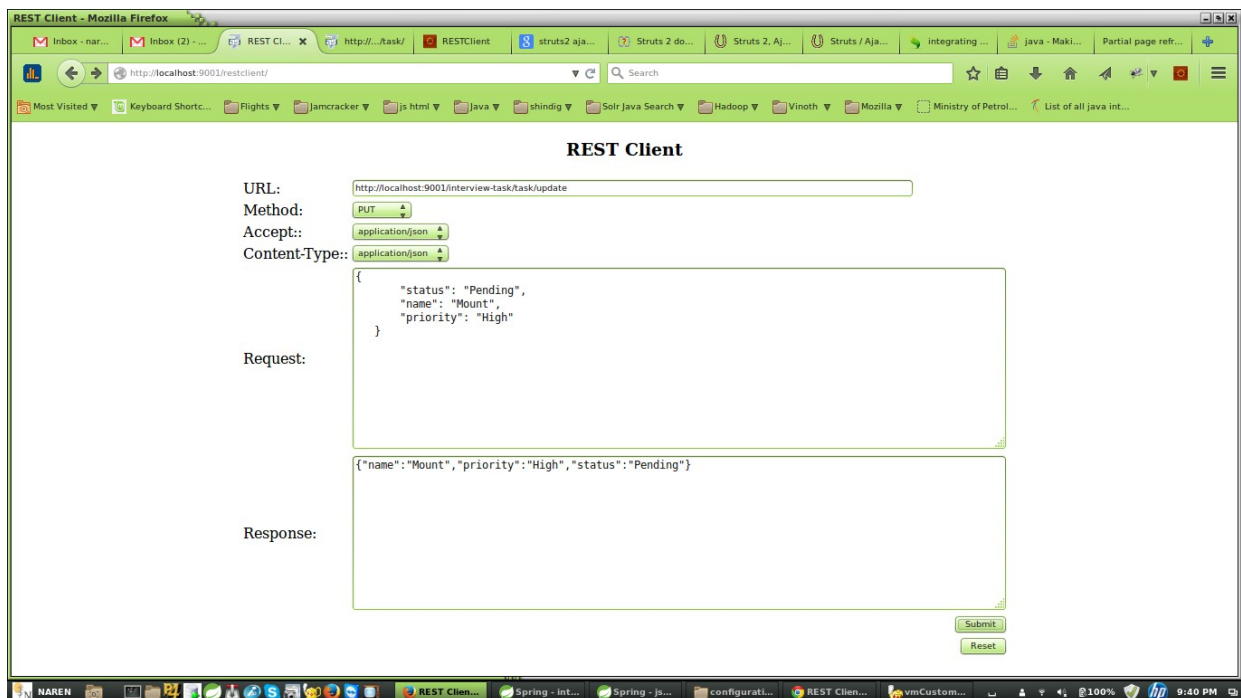 REST Client - Mozilla Firefox
Inbox - nar...
Inbox (2) - ...
REST Cl... x
http://.../task/
RESTClient
struts2 aja...
Struts 2 do...
Struts 2, Aj...
Struts / Aja...
integrating ...
java - Maki...
Partial page refr...
http://localhost:9001/restclient/
Search
Most Visited
Keyboard Shortc...
Flights
Jamcracker
js html
Java
shindig
Solr Java Search
Hadoop
Vinoth
Mozilla
Ministry of Petrol...
List of all java int...
REST Client
URL: http://localhost:9001/interview-task/task/update
Method: PUT
Accept:: application/json
Content-Type:: application/json
Request:
{
"status": "Pending",
"name": "Mount",
"priority": "High"
}
Response:
{"name":"Mount","priority":"High","status":"Pending"}
Submit
Reset
NAREN
REST Clien...
Spring - int...
Spring - js...
configurati...
REST Clien...
vmCustom...
100%
9:40 PM